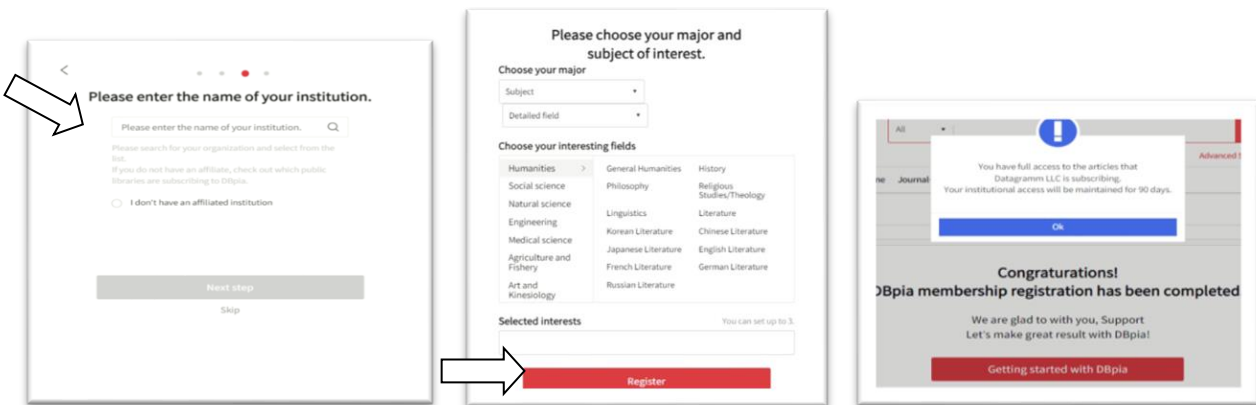 <
Please enter the name of your institution.
Please enter the name of your institution.
Please search for your organization and select from the
list.
If you do not have an affiliate, check out which public
libraries are subscribing to DBpia.
I don't have an affiliated institution
Next step
Skip
Please choose your major and
subject of interest.
Choose your major
Subject
Detailed field
Choose your interesting fields
Humanities > General Humanities History
Social science Philosophy Religious
Studies/Theology
Natural science
Linguistics Literature
Engineering
Korean Literature Chinese Literature
Medical science
Japanese Literature English Literature
Agriculture and
Fishery French Literature German Literature
Art and Russian Literature
Kinesiology
Selected interests You can set up to 3.
Register
All
Advanced S
You have full access to the articles that
ne Journal Datagramm LLC is subscribing.
Your institutional access will be maintained for 90 days.
Ok
Congraturations!
DBpia membership registration has been completed
We are glad to with you, Support
Let's make great result with DBpia!
Getting started with DBpia